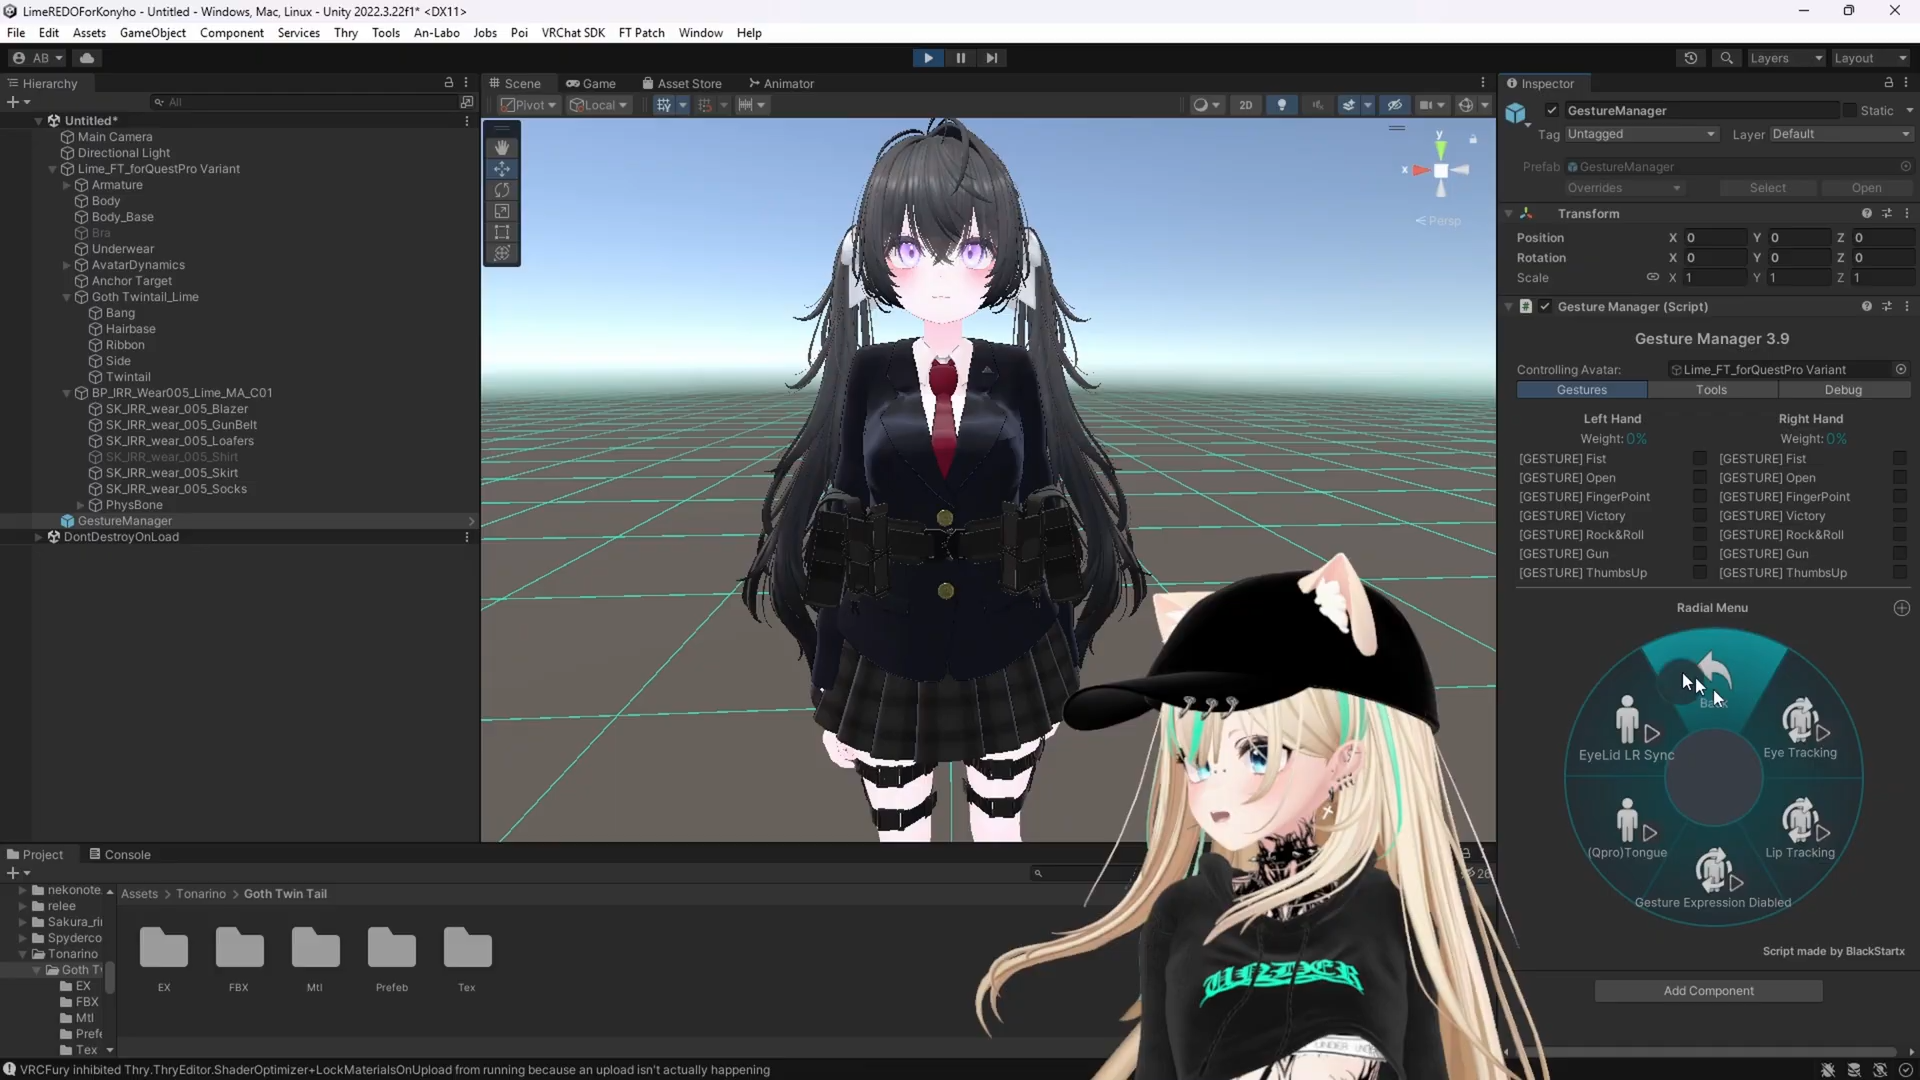 LimeREDOForKonyho - Untitled - Windows, Mac, Linux - Unity 2022.3.22f1* <DX11>
File Edit Assets GameObject Component Services Thry Tools An-Labo Jobs Poi VRChat SDK FT Patch Window Help
AB
Layers
Layout
Hierarchy
All
Untitled*
Main Camera
Directional Light
Lime_FT_forQuestPro Variant
Armature
Body
Body_Base
Bra
Underwear
AvatarDynamics
Anchor Target
Goth Twintail_Lime
Bang
Hairbase
Ribbon
Side
Twintail
BP_IRR_Wear005_Lime_MA_C01
SK_IRR_wear_005_Blazer
SK_IRR_wear_005_GunBelt
SK_IRR_wear_005_Loafers
SK_IRR_wear_005_Shirt
SK_IRR_wear_005_Skirt
SK_IRR_wear_005_Socks
PhysBone
GestureManager
DontDestroyOnLoad
Scene Game Asset Store Animator
Pivot Local 2D
y
x
Persp
Inspector
GestureManager Static
Tag Untagged Layer Default
Prefab GestureManager
Overrides Select Open
Transform
Position X 0 Y 0 Z 0
Rotation X 0 Y 0 Z 0
Scale X 1 Y 1 Z 1
Gesture Manager (Script)
Gesture Manager 3.9
Controlling Avatar: Lime_FT_forQuestPro Variant
Gestures Tools Debug
Left Hand Right Hand
Weight: 0% Weight: 0%
[GESTURE] Fist [GESTURE] Fist
[GESTURE] Open [GESTURE] Open
[GESTURE] FingerPoint [GESTURE] FingerPoint
[GESTURE] Victory [GESTURE] Victory
[GESTURE] Rock&Roll [GESTURE] Rock&Roll
[GESTURE] Gun [GESTURE] Gun
[GESTURE] ThumbsUp [GESTURE] ThumbsUp
Radial Menu
Back
EyeLid LR Sync
Eye Tracking
(Qpro)Tongue
Lip Tracking
Gesture Expression Diabled
Script made by BlackStartx
Add Component
Project Console
26
nekonote
relee
Sakura_ri
Spyderco
Tonarino
Goth T
EX
FBX
Mtl
Prefe
Tex
Assets > Tonarino > Goth Twin Tail
EX FBX Mtl Prefeb Tex
UNDER
VRCFury inhibited Thry.ThryEditor.ShaderOptimizer+LockMaterialsOnUpload from running because an upload isn't actually happening